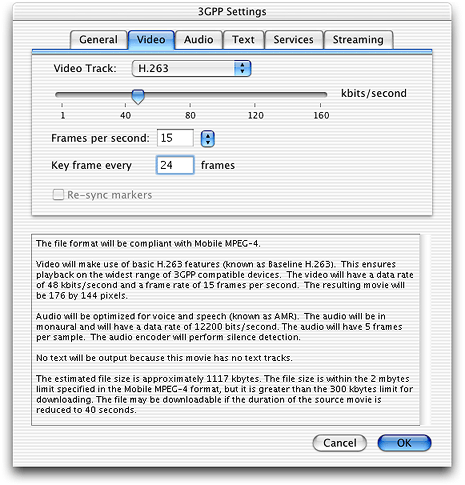 3GPP Settings
General Video Audio Text Services Streaming
Video Track: H.263
kbits/second
1 40 80 120 160
Frames per second: 15
Key frame every 24 frames
Re-sync markers
The file format will be compliant with Mobile MPEG-4.
Video will make use of basic H.263 features (known as Baseline H.263). This ensures
playback on the widest range of 3GPP compatible devices. The video will have a data rate
of 48 kbits/second and a frame rate of 15 frames per second. The resulting movie will
be 176 by 144 pixels.
Audio will be optimized for voice and speech (known as AMR). The audio will be in
monaural and will have a data rate of 12200 bits/second. The audio will have 5 frames
per sample. The audio encoder will perform silence detection.
No text will be output because this movie has no text tracks.
The estimated file size is approximately 1117 kbytes. The file size is within the 2 mbytes
limit specified in the Mobile MPEG-4 format, but it is greater than the 300 kbytes limit for
downloading. The file may be downloadable if the duration of the source movie is
reduced to 40 seconds.
Cancel OK